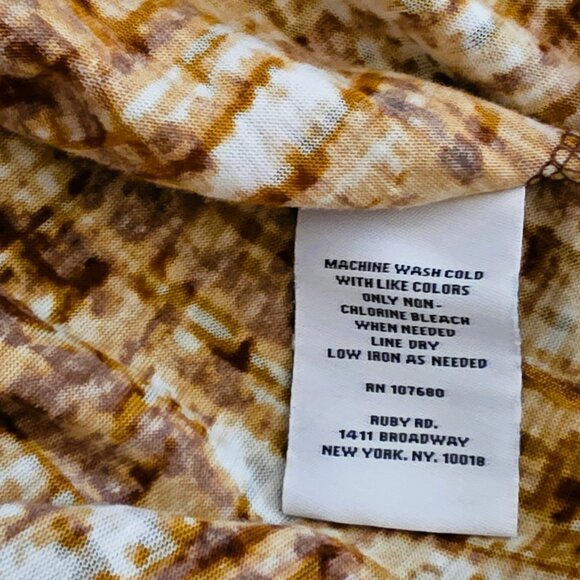 MACHINE WASH COLD
WITH LIKE COLORS
ONLY NON-
CHLORINE BLEACH
WHEN NEEDED
LINE DRY
LOW IRON AS NEEDED
RN 107680
RUBY RD.
1411 BROADWAY
NEW YORK. NY. 10018